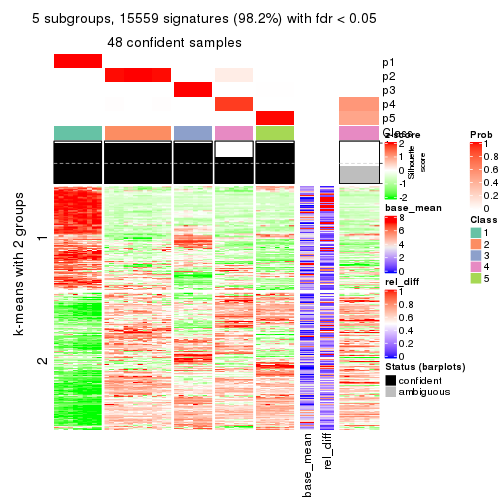 5 subgroups, 15559 signatures (98.2%) with fdr < 0.05
48 confident samples
p1
p2
p3
p4
p5
Class
z-score
2
1
0
-1
-2
Silhouette
score
k-means with 2 groups
1
2
base_mean
rel_diff
base_mean
8
6
4
2
0
rel_diff
1
0.8
0.6
0.4
0.2
0
Status (barplots)
confident
ambiguous
Prob
1
0.8
0.6
0.4
0.2
0
Class
1
2
3
4
5